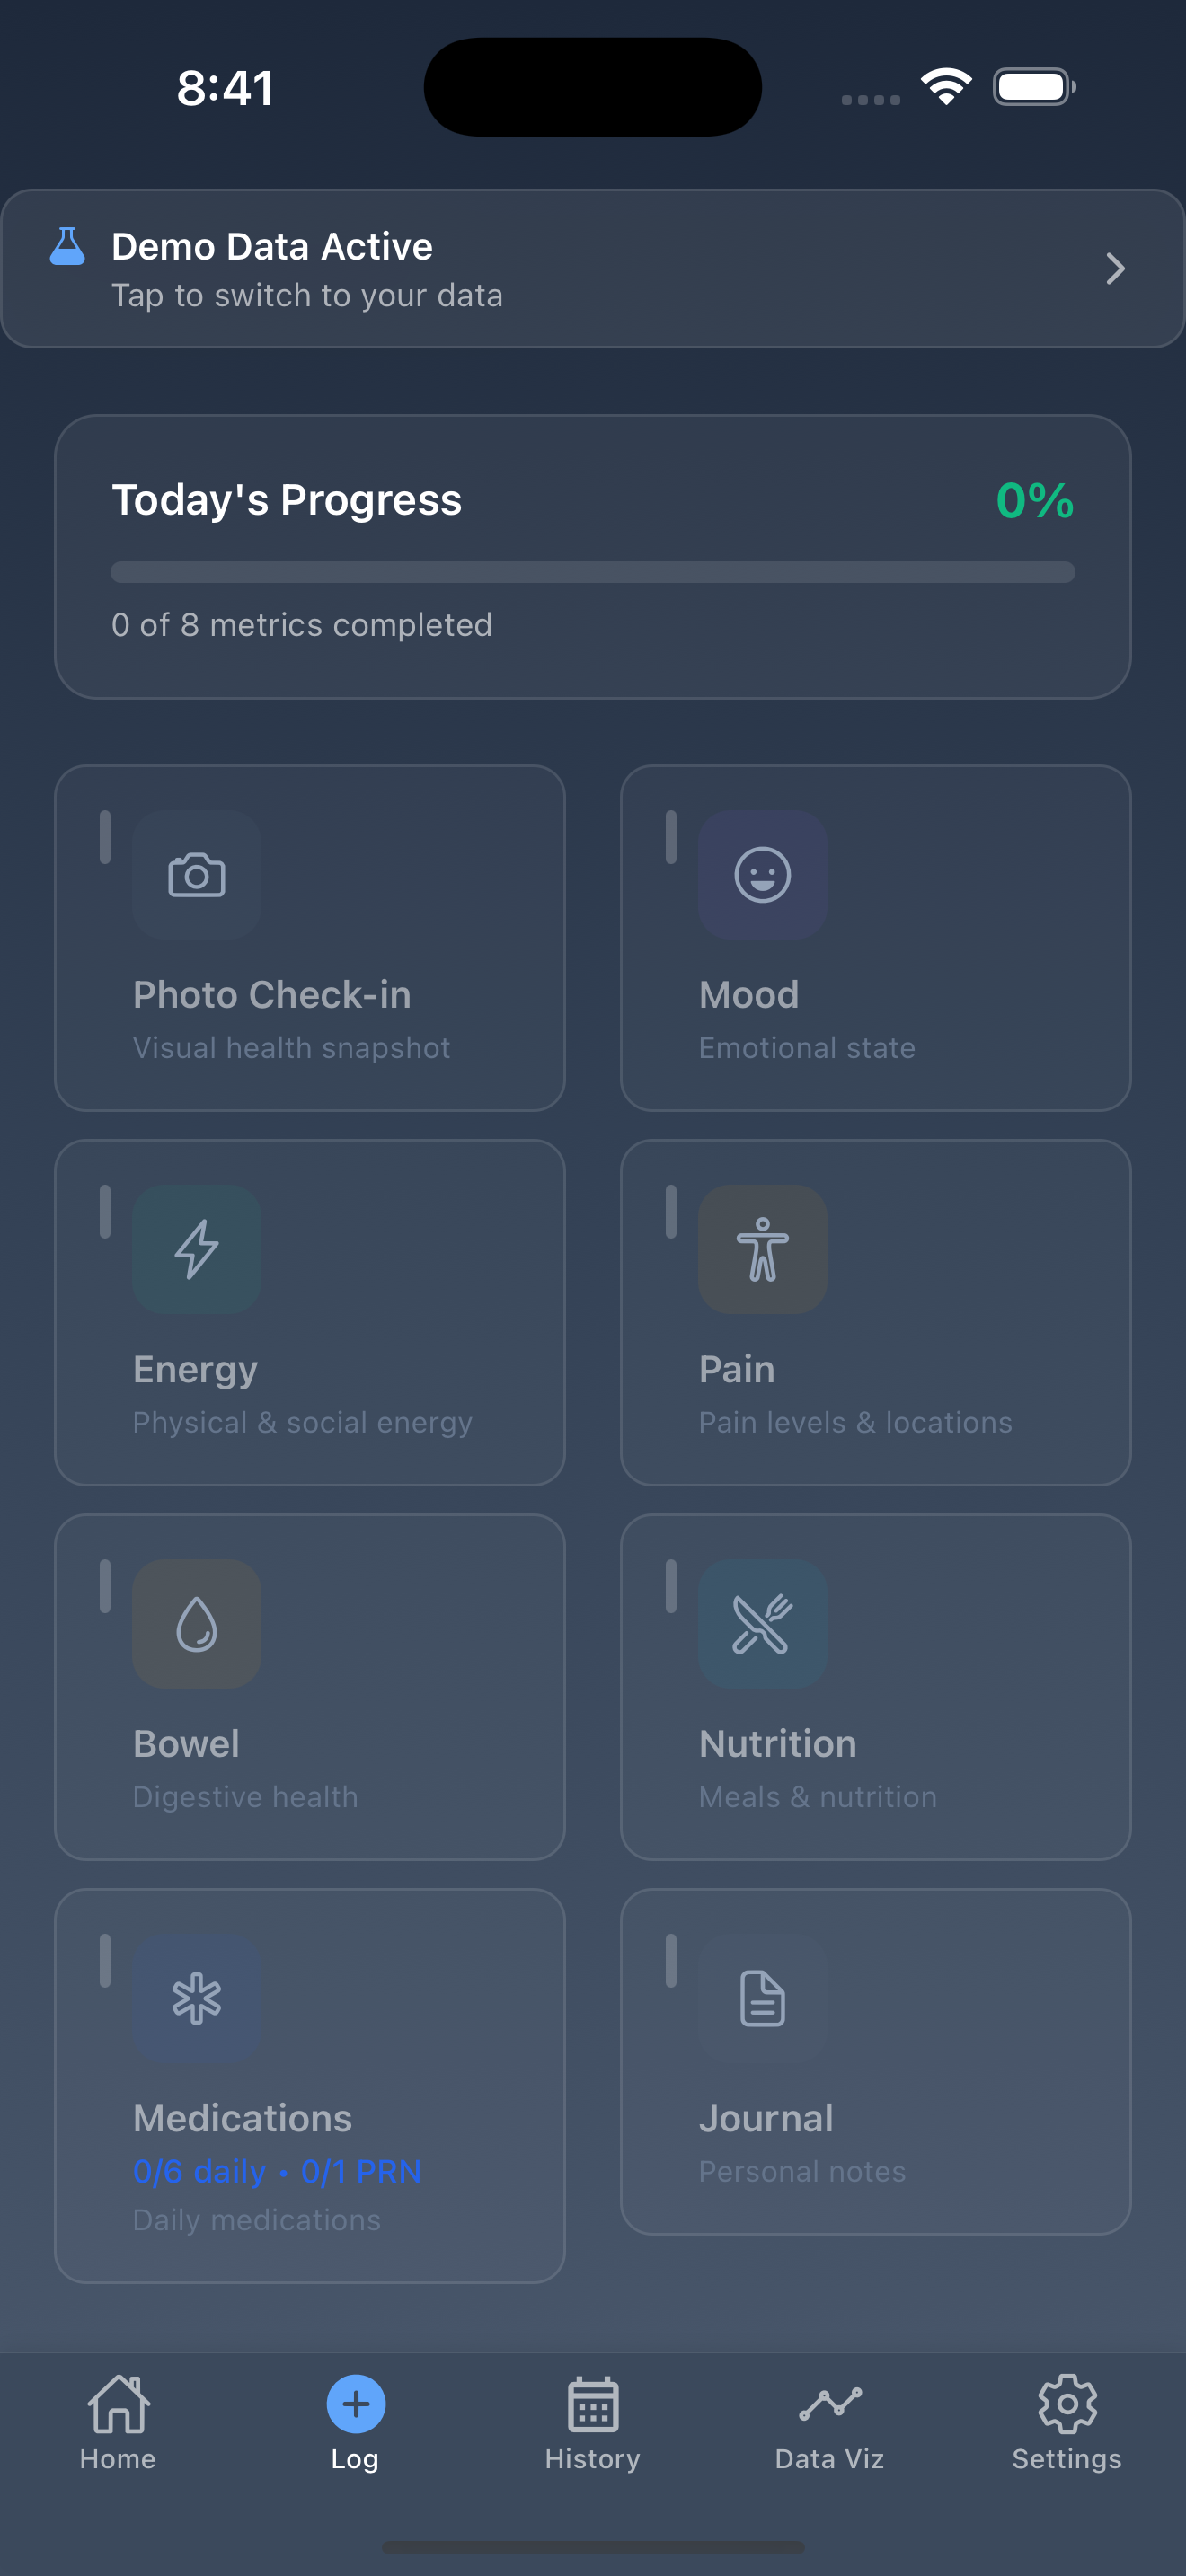 8:41
Demo Data Active
Tap to switch to your data
Today's Progress
0%
0 of 8 metrics completed
Photo Check-in
Visual health snapshot
Mood
Emotional state
Energy
Physical & social energy
Pain
Pain levels & locations
Bowel
Digestive health
Nutrition
Meals & nutrition
Medications
0/6 daily • 0/1 PRN
Daily medications
Journal
Personal notes
Home
Log
History
Data Viz
Settings